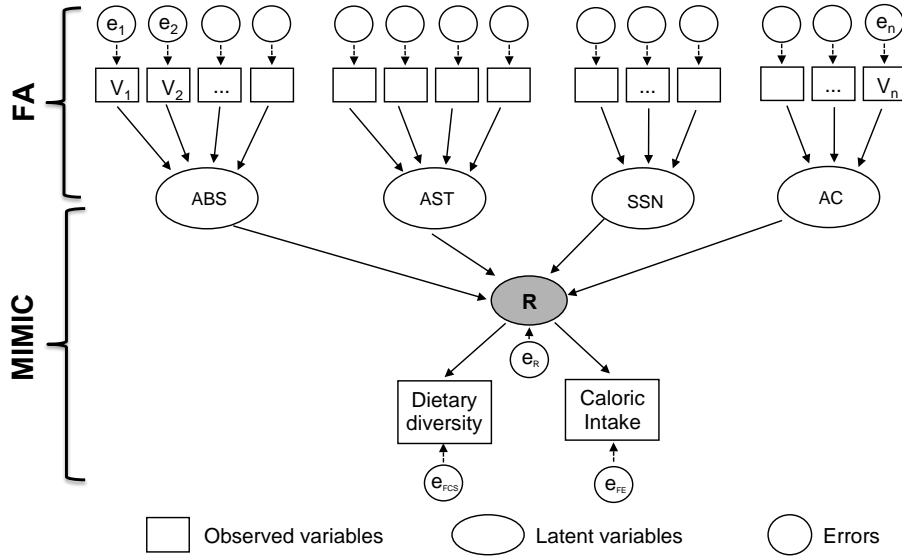 FA
e1 e2 en
V1 V2 ... ... ... Vn
ABS AST SSN AC
MIMIC
R
eR
Dietary
diversity
Caloric
Intake
eFCS eFE
Observed variables Latent variables Errors